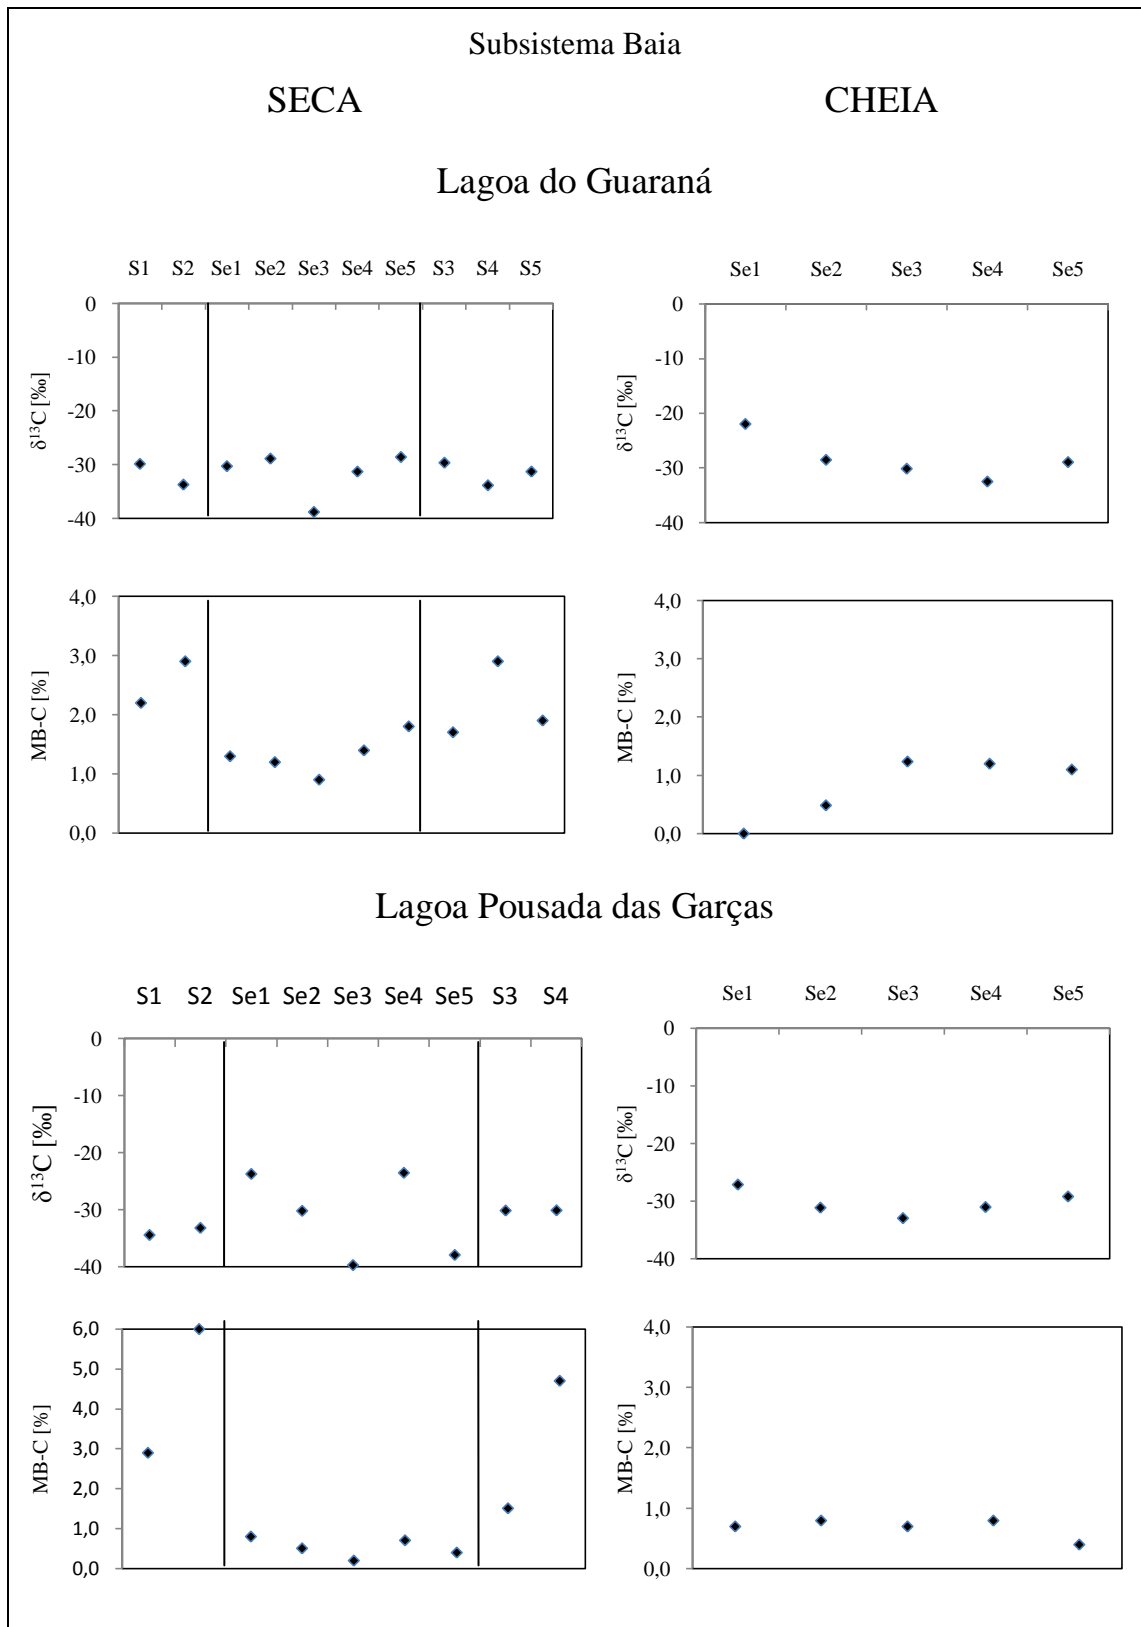 Subsistema Baia
SECA CHEIA
Lagoa do Guaraná
S1 S2 Se1 Se2 Se3 Se4 Se5 S3 S4 S5
0
-10
-20
-30
-40
δ¹³C [‰]
Se1 Se2 Se3 Se4 Se5
0
-10
-20
-30
-40
δ¹³C [‰]
4,0
3,0
2,0
1,0
0,0
MB-C [%]
4,0
3,0
2,0
1,0
0,0
MB-C [%]
Lagoa Pousada das Garças
S1 S2 Se1 Se2 Se3 Se4 Se5 S3 S4
0
-10
-20
-30
-40
δ¹³C [‰]
Se1 Se2 Se3 Se4 Se5
0
-10
-20
-30
-40
δ¹³C [‰]
6,0
5,0
4,0
3,0
2,0
1,0
0,0
MB-C [%]
4,0
3,0
2,0
1,0
0,0
MB-C [%]